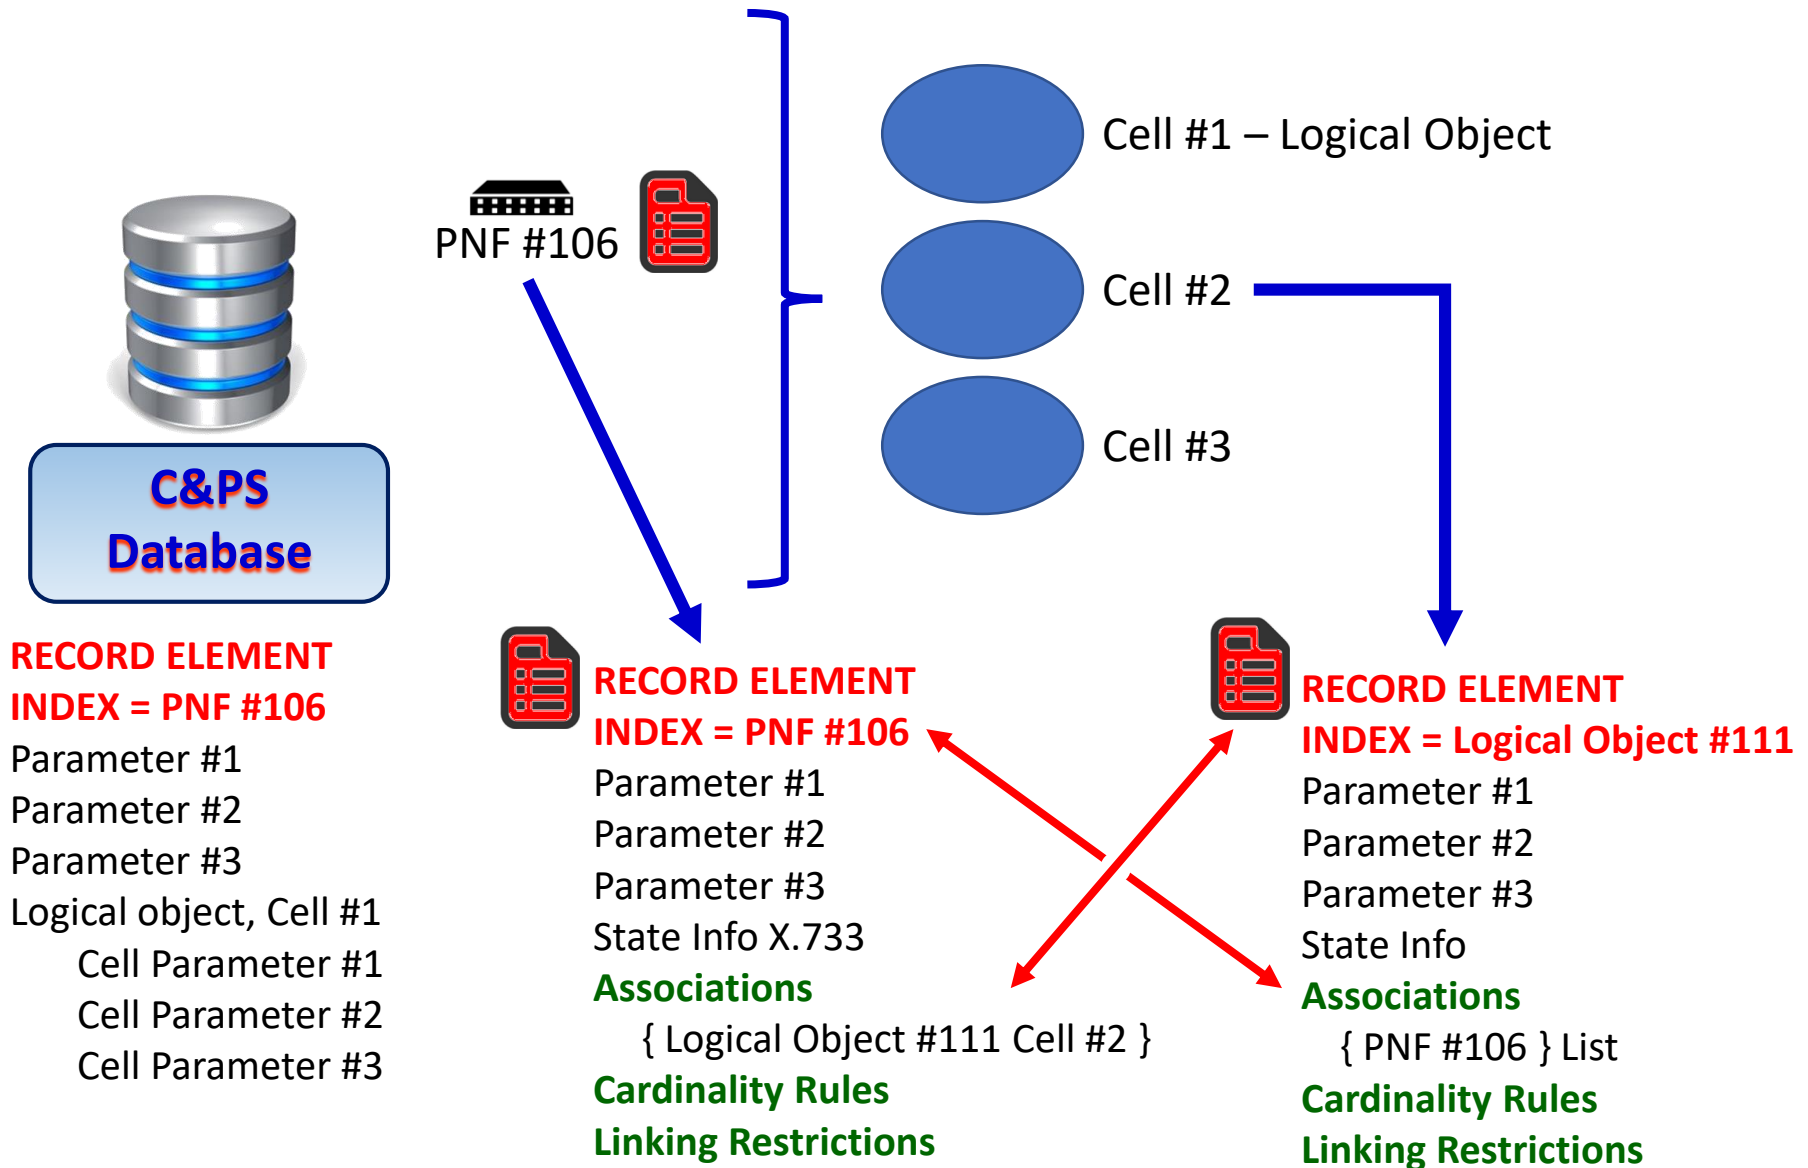 Cell #1 – Logical Object
PNF #106
Cell #2
Cell #3
C&PS
Database
RECORD ELEMENT
INDEX = PNF #106
Parameter #1
Parameter #2
Parameter #3
Logical object, Cell #1
Cell Parameter #1
Cell Parameter #2
Cell Parameter #3
RECORD ELEMENT
INDEX = PNF #106
Parameter #1
Parameter #2
Parameter #3
State Info X.733
Associations
{ Logical Object #111 Cell #2 }
Cardinality Rules
Linking Restrictions
RECORD ELEMENT
INDEX = Logical Object #111
Parameter #1
Parameter #2
Parameter #3
State Info
Associations
{ PNF #106 } List
Cardinality Rules
Linking Restrictions